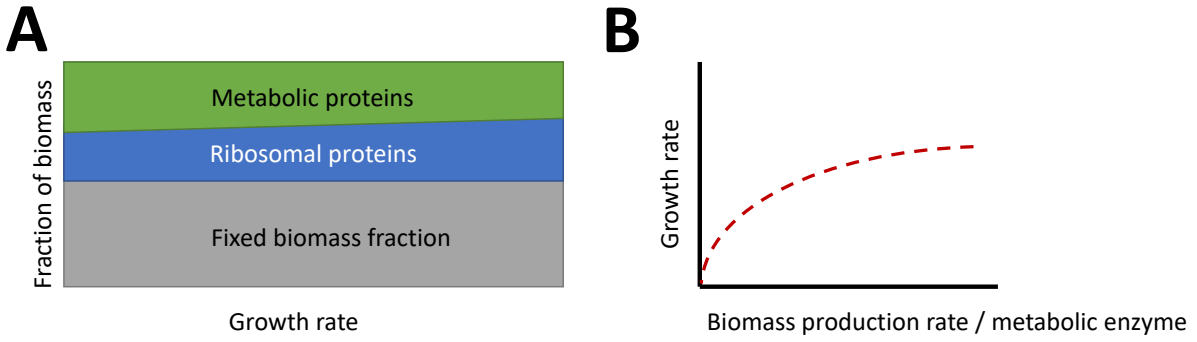 A
Fraction of biomass
Metabolic proteins
Ribosomal proteins
Fixed biomass fraction
Growth rate
B
Growth rate
Biomass production rate / metabolic enzyme